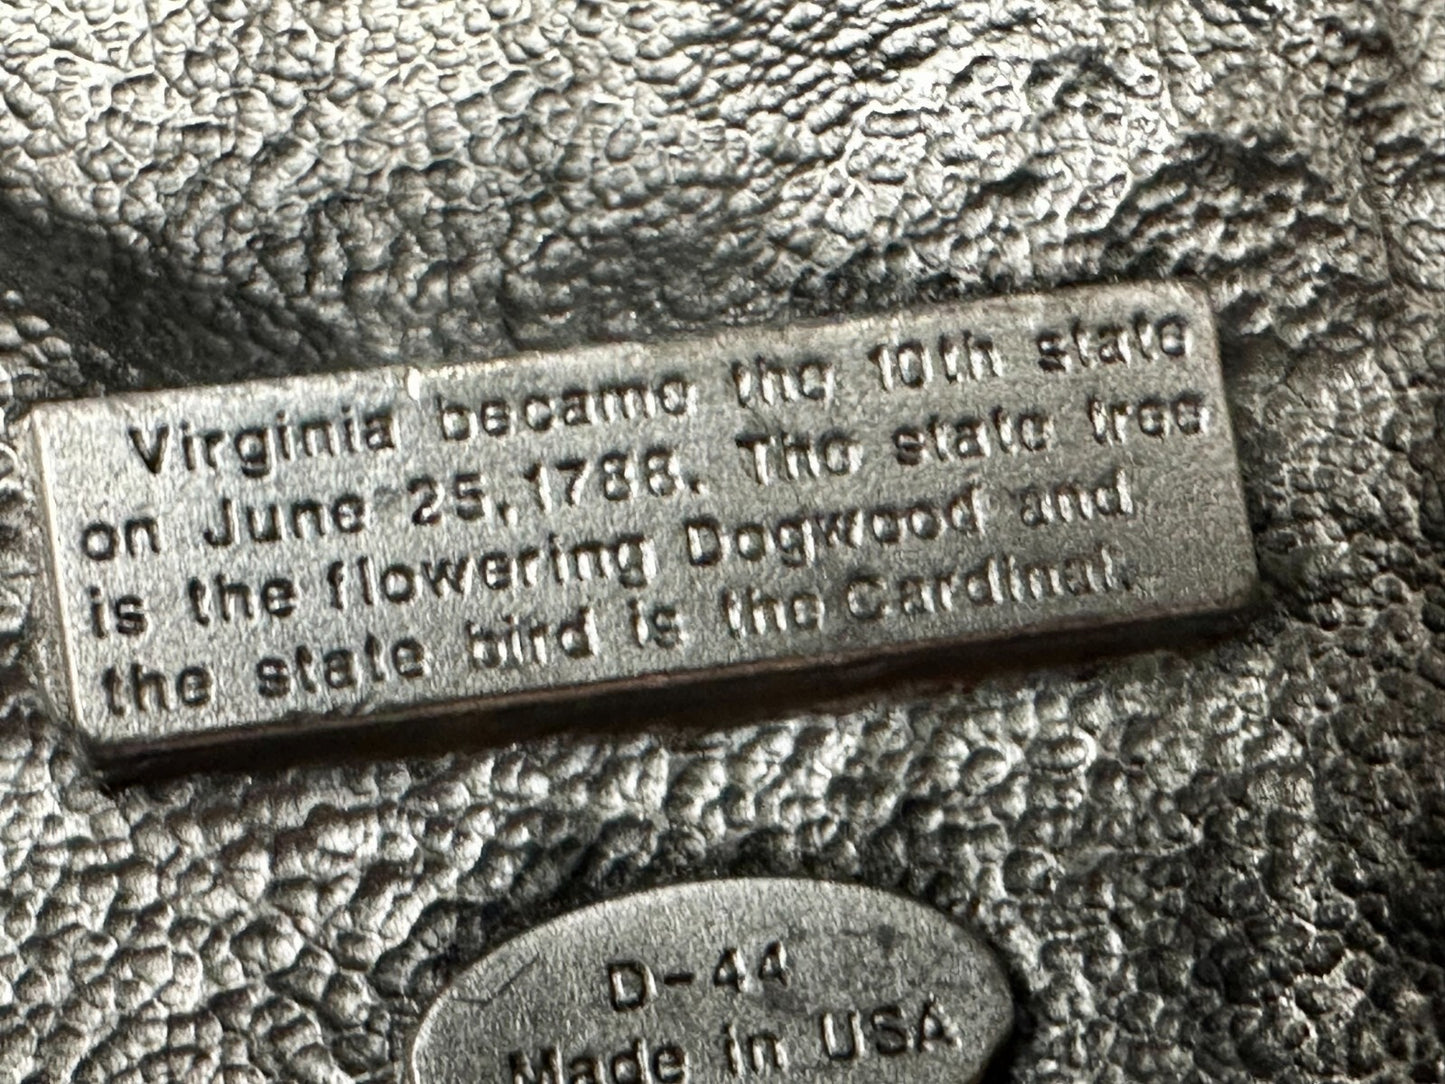 Virginia became the 10th state
on June 25, 1788. The state tree
is the flowering Dogwood and
the state bird is the Cardinal.
D-44
Made in USA